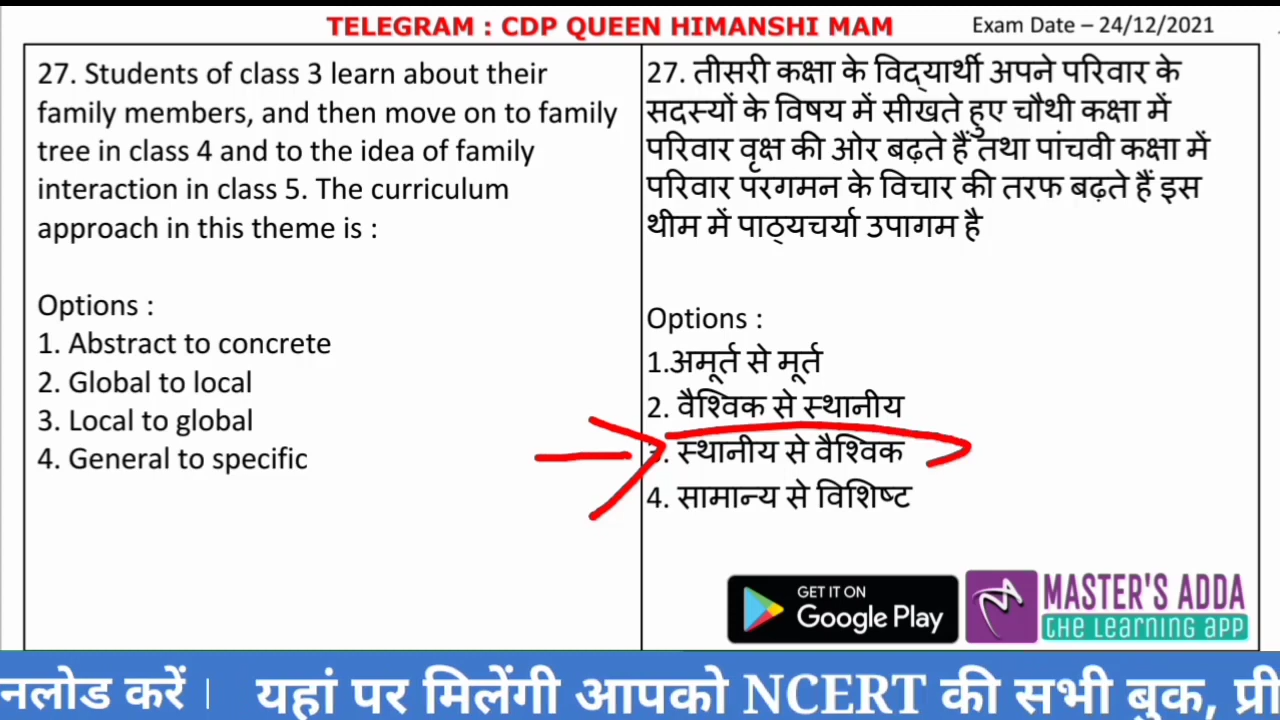 TELEGRAM : CDP QUEEN HIMANSHI MAM
Exam Date – 24/12/2021
27. Students of class 3 learn about their
family members, and then move on to family
tree in class 4 and to the idea of family
interaction in class 5. The curriculum
approach in this theme is :
Options :
1. Abstract to concrete
2. Global to local
3. Local to global
4. General to specific
27. तीसरी कक्षा के विद्यार्थी अपने परिवार के
सदस्यों के विषय में सीखते हुए चौथी कक्षा में
परिवार वृक्ष की ओर बढ़ते हैं तथा पांचवी कक्षा में
परिवार परगमन के विचार की तरफ बढ़ते हैं इस
थीम में पाठ्यचर्या उपागम है
Options :
1.अमूर्त से मूर्त
2. वैश्विक से स्थानीय
3. स्थानीय से वैश्विक
4. सामान्य से विशिष्ट
GET IT ON
Google Play
MASTER'S ADDA
the Learning App
नलोड करें | यहां पर मिलेंगी आपको NCERT की सभी बुक, प्री